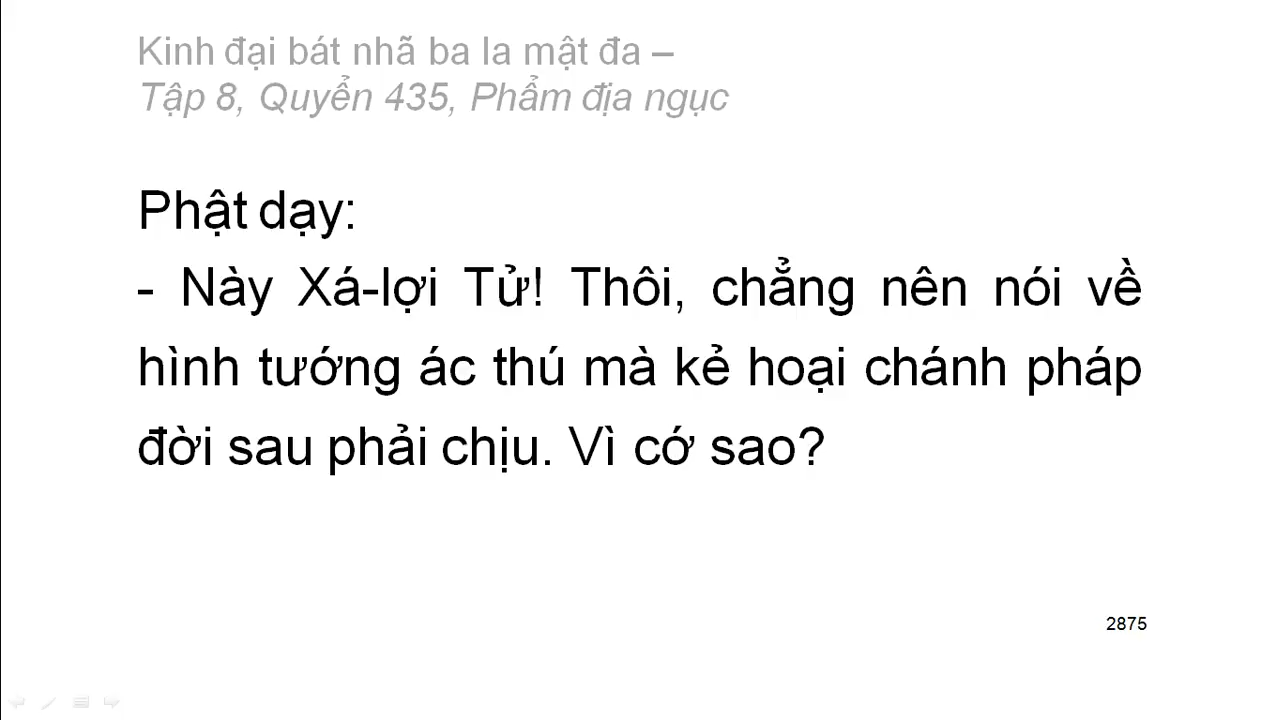 Kinh đại bát nhã ba la mật đa –
Tập 8, Quyển 435, Phẩm địa ngục
Phật dạy:
- Này Xá-lợi Tử! Thôi, chẳng nên nói về
hình tướng ác thú mà kẻ hoại chánh pháp
đời sau phải chịu. Vì cớ sao?
2875